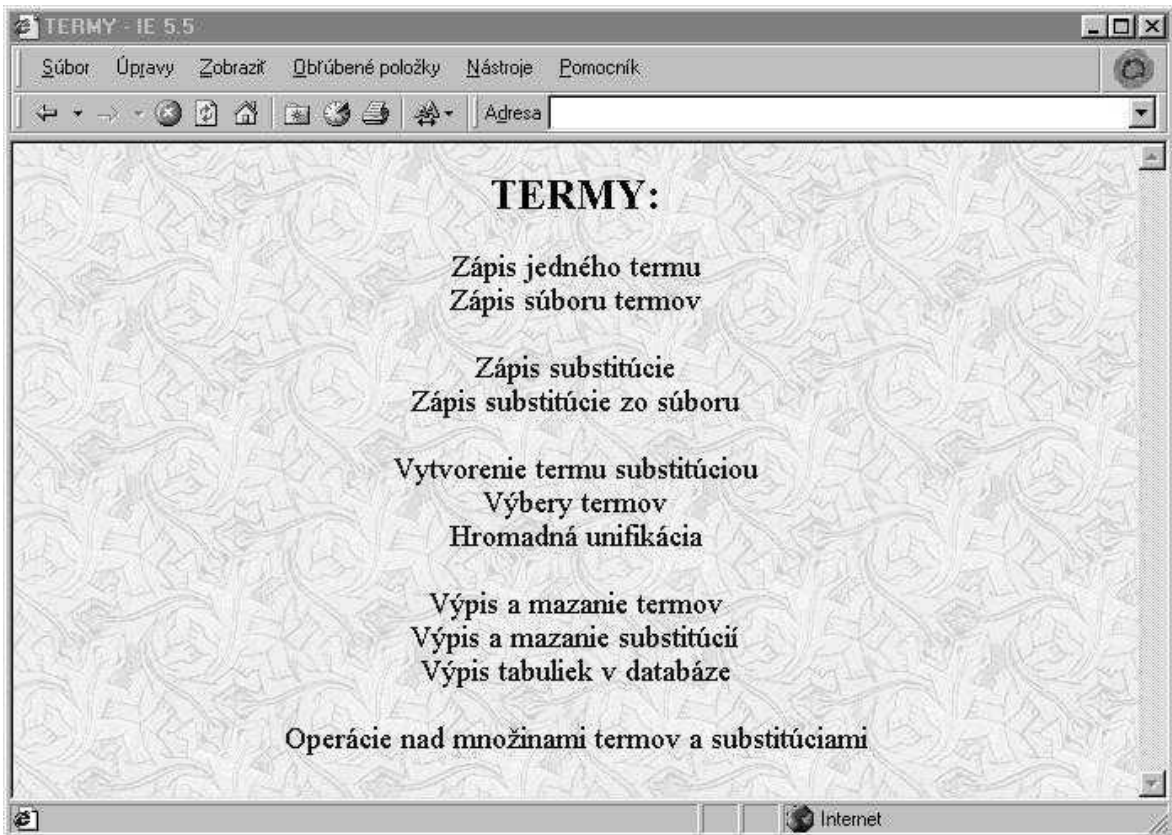 TERMY - IE 5.5
Súbor Úpravy Zobraziť Obľúbené položky Nástroje Pomocník
Adresa
TERMY:
Zápis jedného termu
Zápis súboru termov
Zápis substitúcie
Zápis substitúcie zo súboru
Vytvorenie termu substitúciou
Výbery termov
Hromadná unifikácia
Výpis a mazanie termov
Výpis a mazanie substitúcií
Výpis tabuliek v databáze
Operácie nad množinami termov a substitúciami
Internet